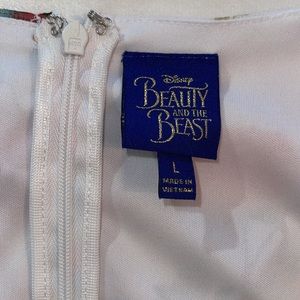 Disney
BEAUTY
AND THE
BEAST
L
MADE IN
VIETNAM